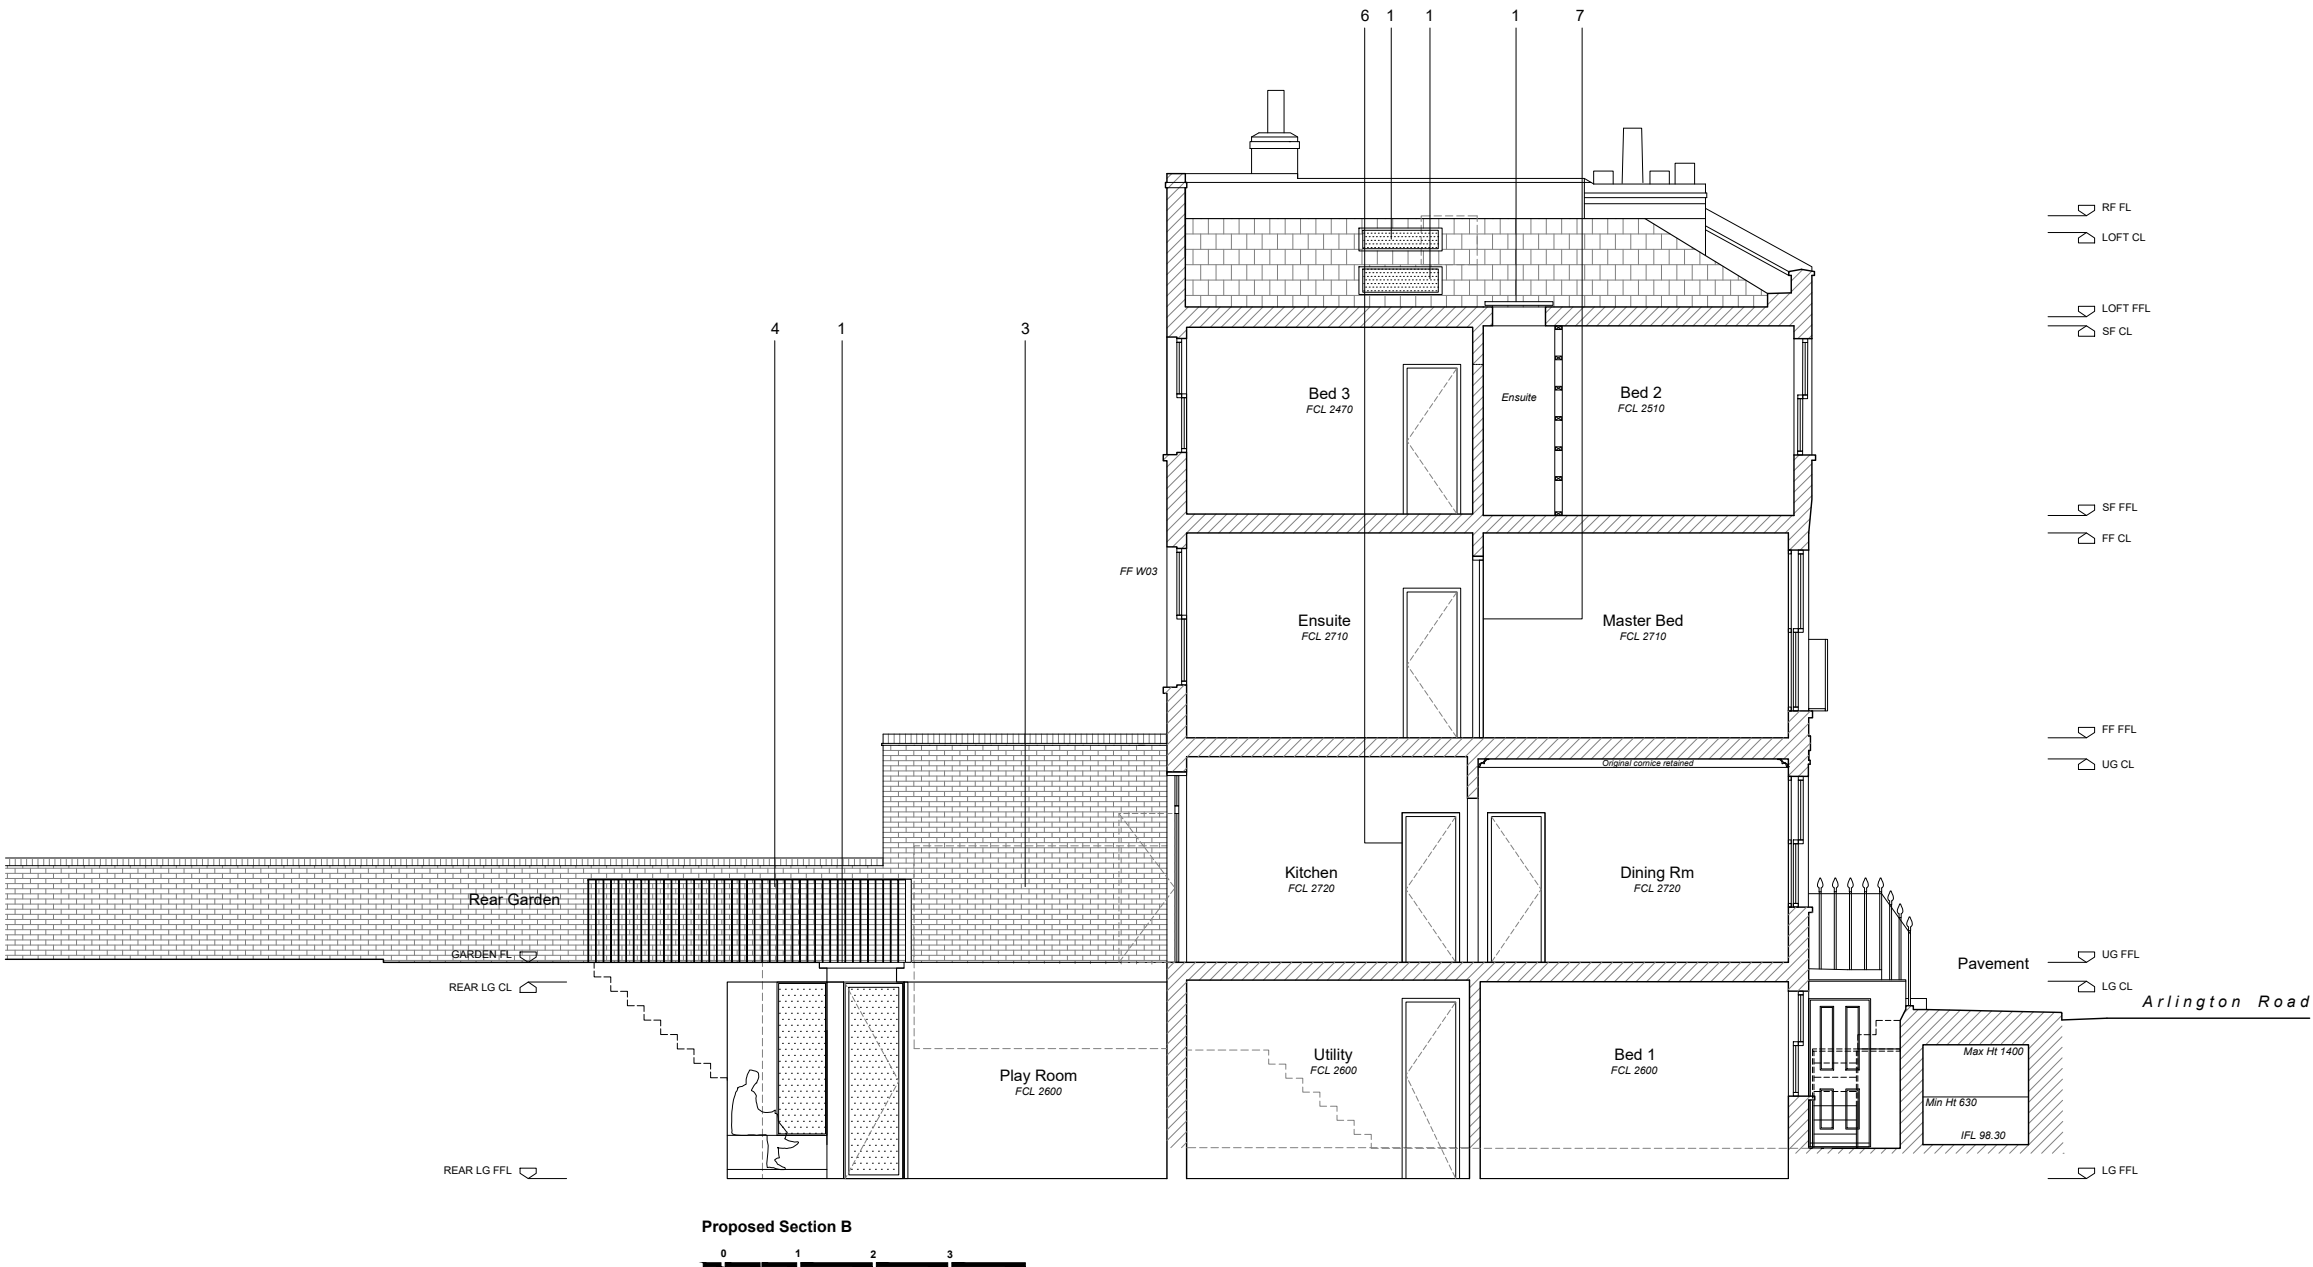 6 1 1 1 7
RF FL
LOFT CL
LOFT FFL
SF CL
4 1 3
Bed 3
FCL 2470
Ensuite
Bed 2
FCL 2510
SF FFL
FF CL
FF W03
Ensuite
FCL 2710
Master Bed
FCL 2710
FF FFL
UG CL
Original cornice retained
Kitchen
FCL 2720
Dining Rm
FCL 2720
Rear Garden
GARDEN FL
REAR LG CL
Pavement
UG FFL
LG CL
Arlington Road
Play Room
FCL 2600
Utility
FCL 2600
Bed 1
FCL 2600
Max Ht 1400
Min Ht 630
IFL 98.30
REAR LG FFL
LG FFL
Proposed Section B
0 1 2 3